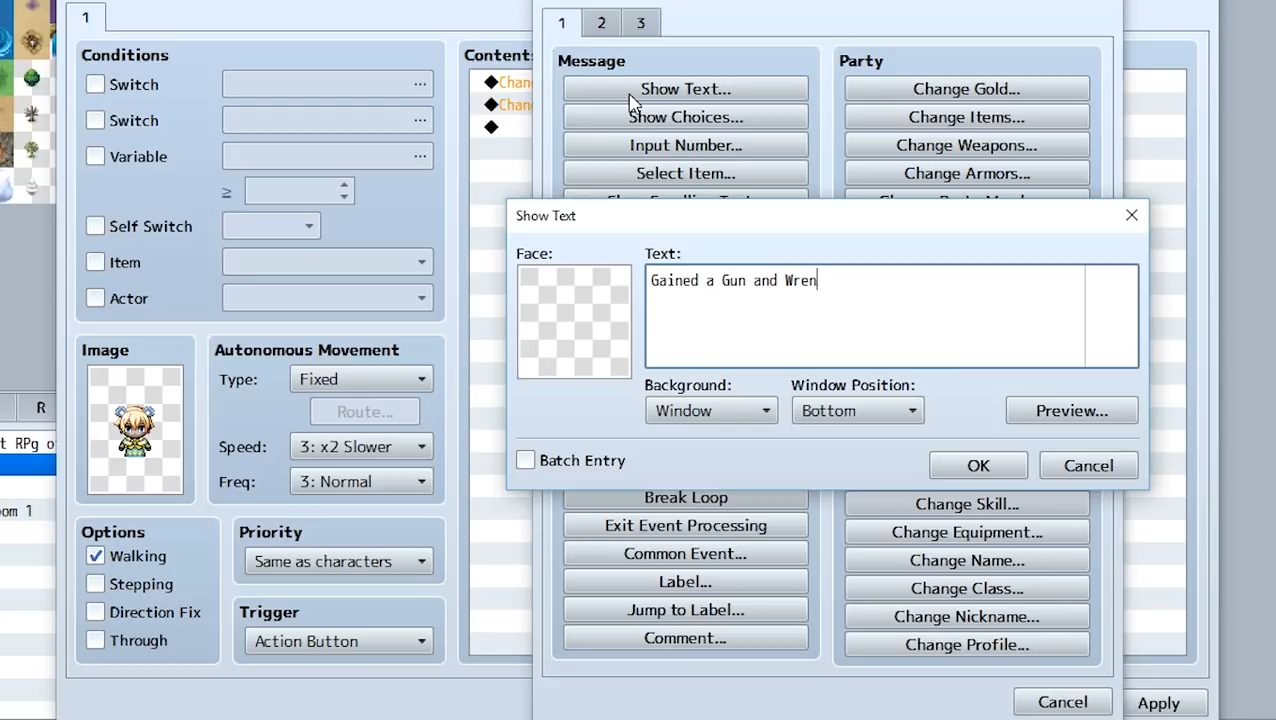 1
Conditions
Switch
...
Switch
...
Variable
...
≥
Self Switch
Item
Actor
Image
Autonomous Movement
Type:
Fixed
Route...
Speed:
3: x2 Slower
Freq:
3: Normal
Options
Walking
Stepping
Direction Fix
Through
Priority
Same as characters
Trigger
Action Button
R
t RPg o
oom 1
Content
◆Chan
◆Chan
◆
1 2 3
Message
Show Text...
Show Choices...
Input Number...
Select Item...
Party
Change Gold...
Change Items...
Change Weapons...
Change Armors...
Show Text
Face:
Text:
Gained a Gun and Wren
Background:
Window
Window Position:
Bottom
Preview...
Batch Entry
OK
Cancel
Break Loop
Exit Event Processing
Common Event...
Label...
Jump to Label...
Comment...
Change Skill...
Change Equipment...
Change Name...
Change Class...
Change Nickname...
Change Profile...
Cancel
Apply